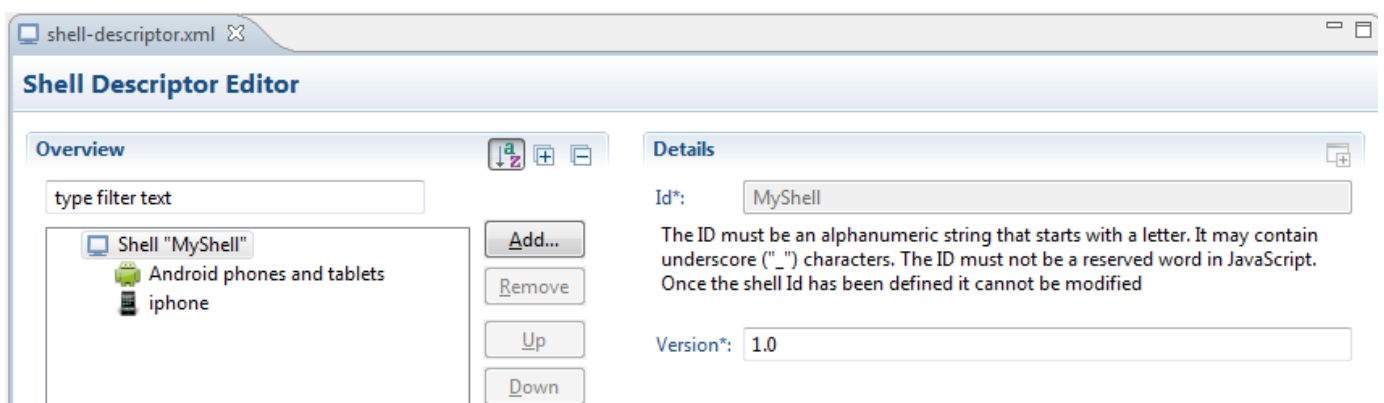 shell-descriptor.xml
Shell Descriptor Editor
Overview
a
z
type filter text
Shell "MyShell"
Android phones and tablets
iphone
Add...
Remove
Up
Down
Details
Id*:
MyShell
The ID must be an alphanumeric string that starts with a letter. It may contain
underscore ("_") characters. The ID must not be a reserved word in JavaScript.
Once the shell Id has been defined it cannot be modified
Version*:
1.0